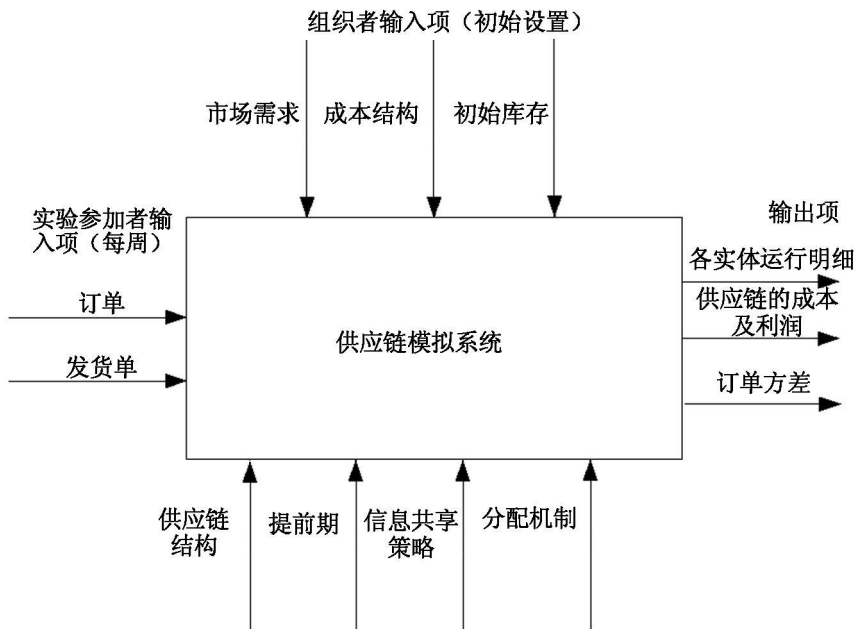 组织者输入项（初始设置）
市场需求
成本结构
初始库存
实验参加者输
入项（每周）
订单
发货单
供应链模拟系统
输出项
各实体运行明细
供应链的成本
及利润
订单方差
供应链
结构
提前期
信息共享
策略
分配机制